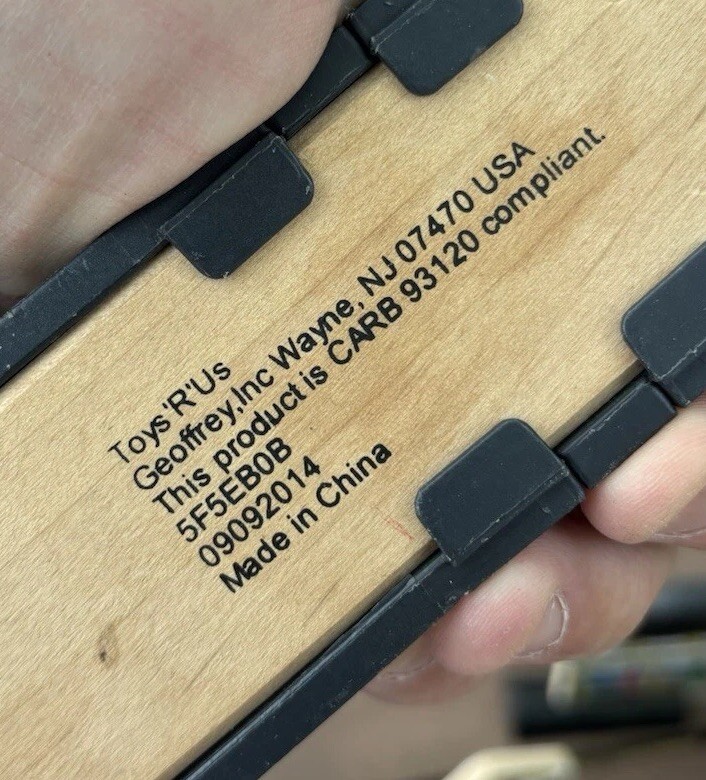 Toys'R'Us
Geoffrey,Inc Wayne, NJ 07470 USA
This product is CARB 93120 compliant.
5F5EB0B
09092014
Made in China